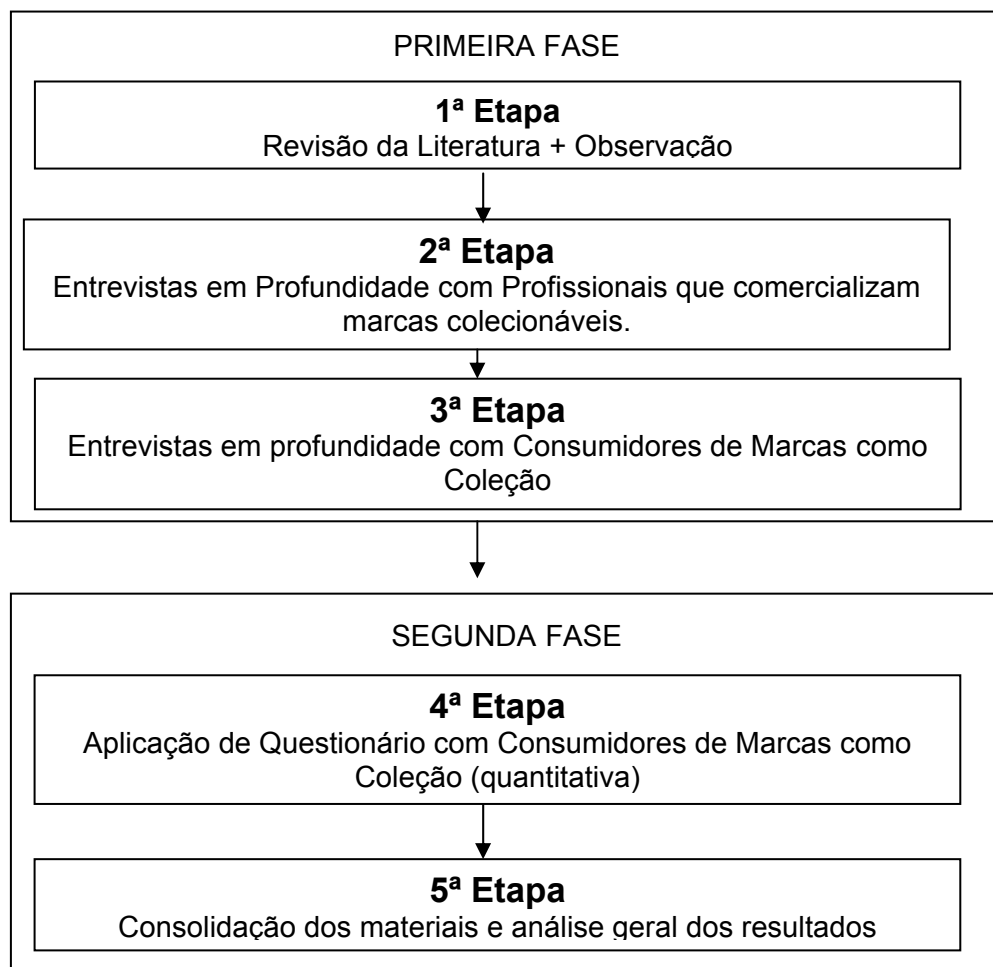 PRIMEIRA FASE
1ª Etapa
Revisão da Literatura + Observação
2ª Etapa
Entrevistas em Profundidade com Profissionais que comercializam
marcas colecionáveis.
3ª Etapa
Entrevistas em profundidade com Consumidores de Marcas como
Coleção
SEGUNDA FASE
4ª Etapa
Aplicação de Questionário com Consumidores de Marcas como
Coleção (quantitativa)
5ª Etapa
Consolidação dos materiais e análise geral dos resultados